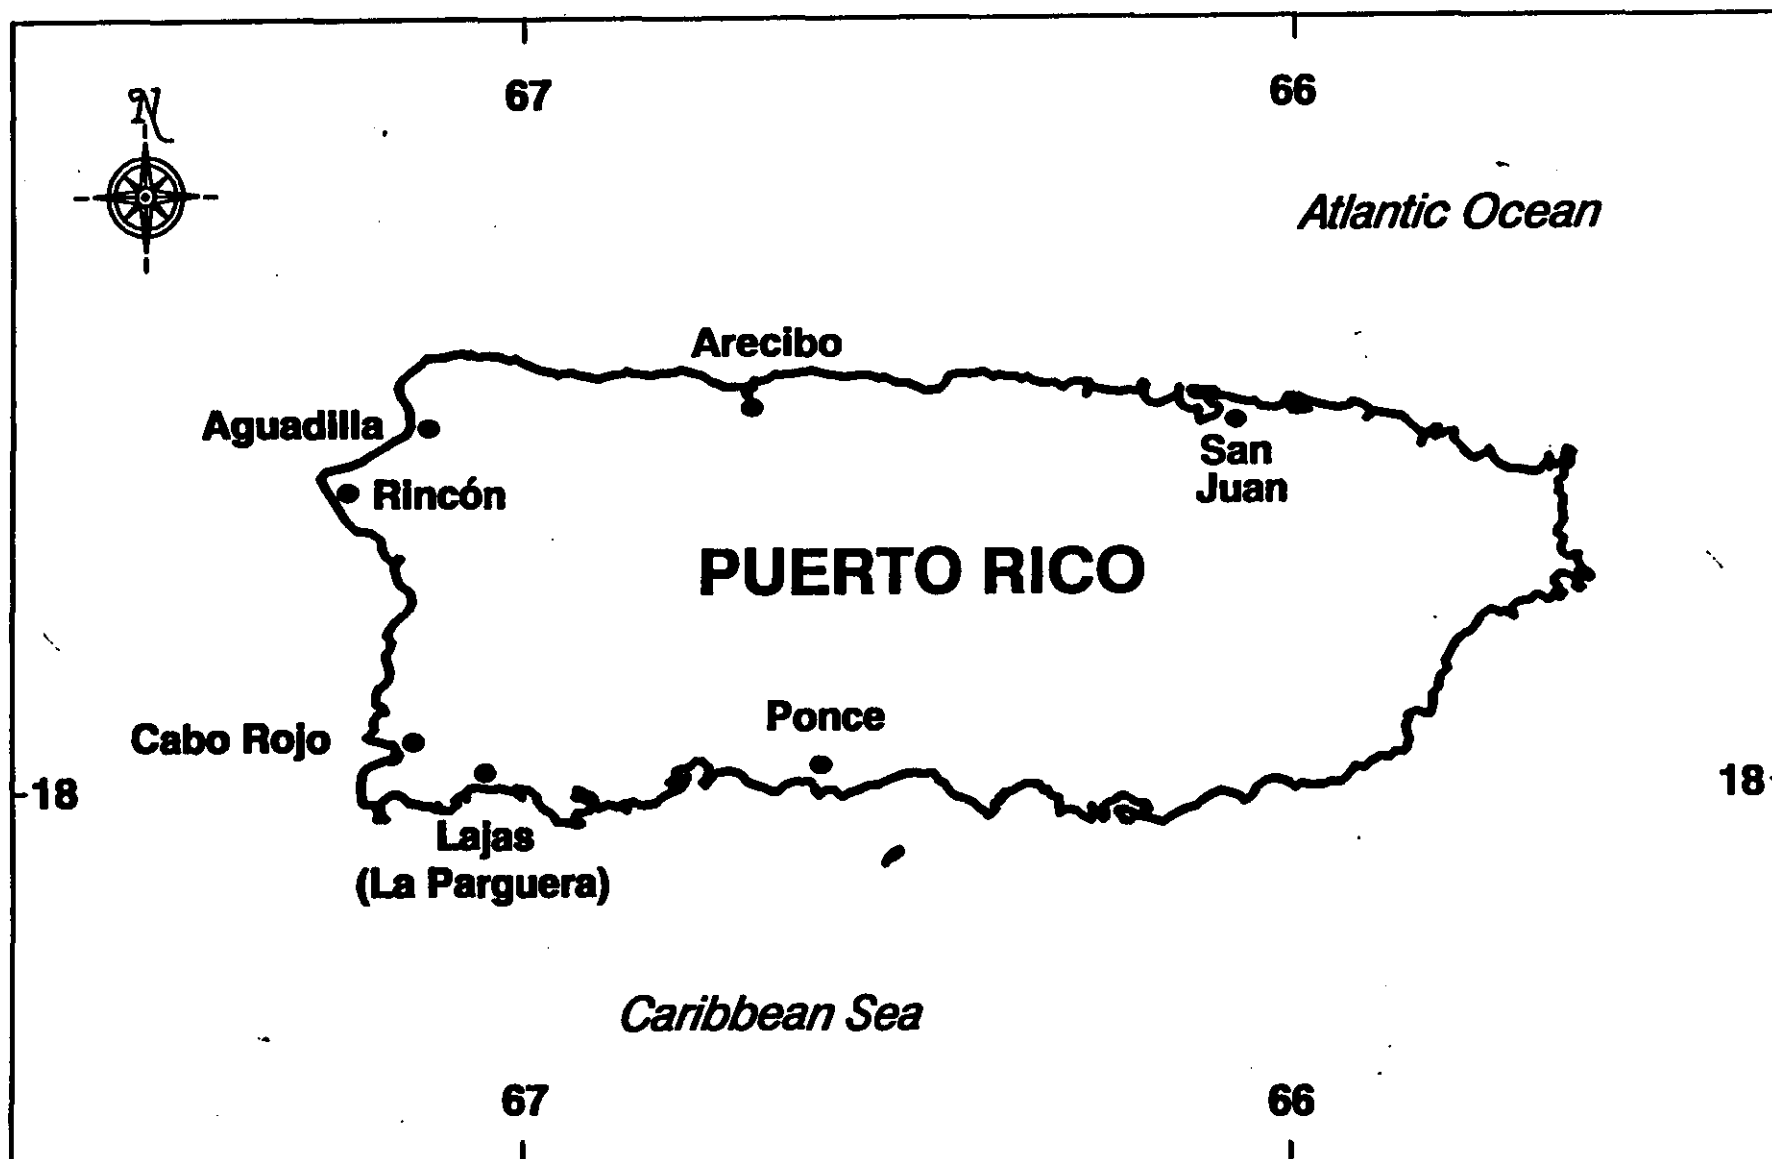 67
66
N
Atlantic Ocean
Arecibo
Aguadilla
San
Juan
Rincón
PUERTO RICO
Ponce
Cabo Rojo
18
18
Lajas
(La Parguera)
Caribbean Sea
67
66